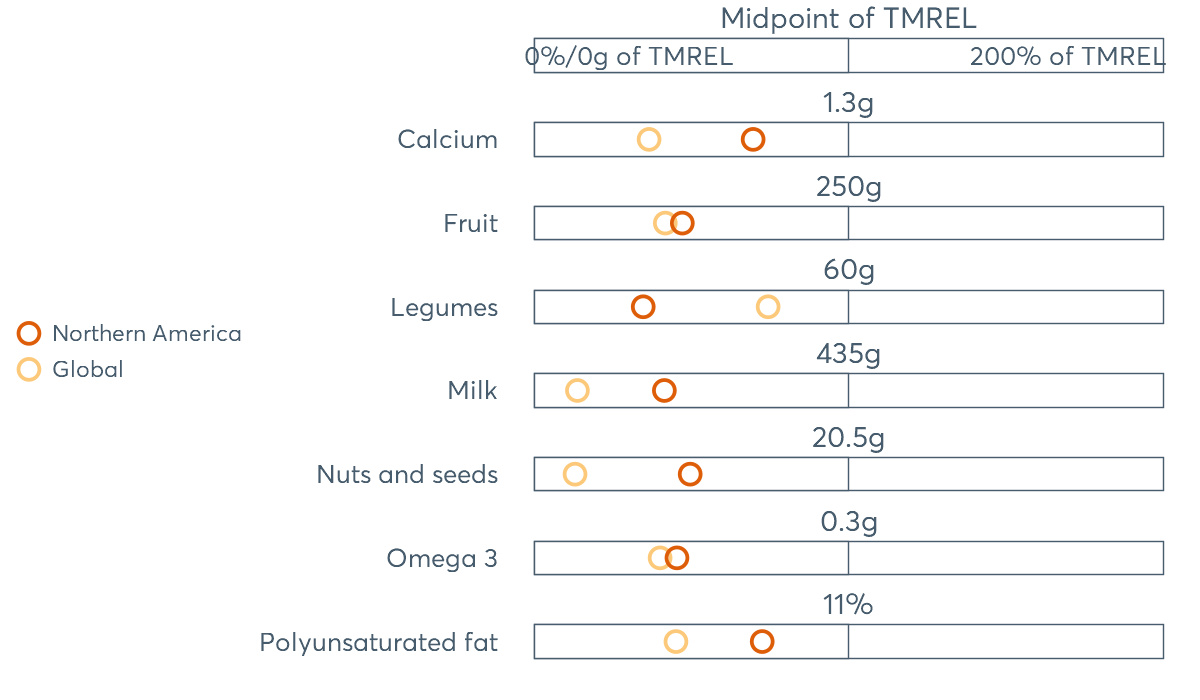 Midpoint of TMREL
0%/0g of TMREL
200% of TMREL
1.3g
Calcium
250g
Fruit
60g
Legumes
Northern America
435g
Global
Milk
20.5g
Nuts and seeds
0.3g
Omega 3
11%
Polyunsaturated fat